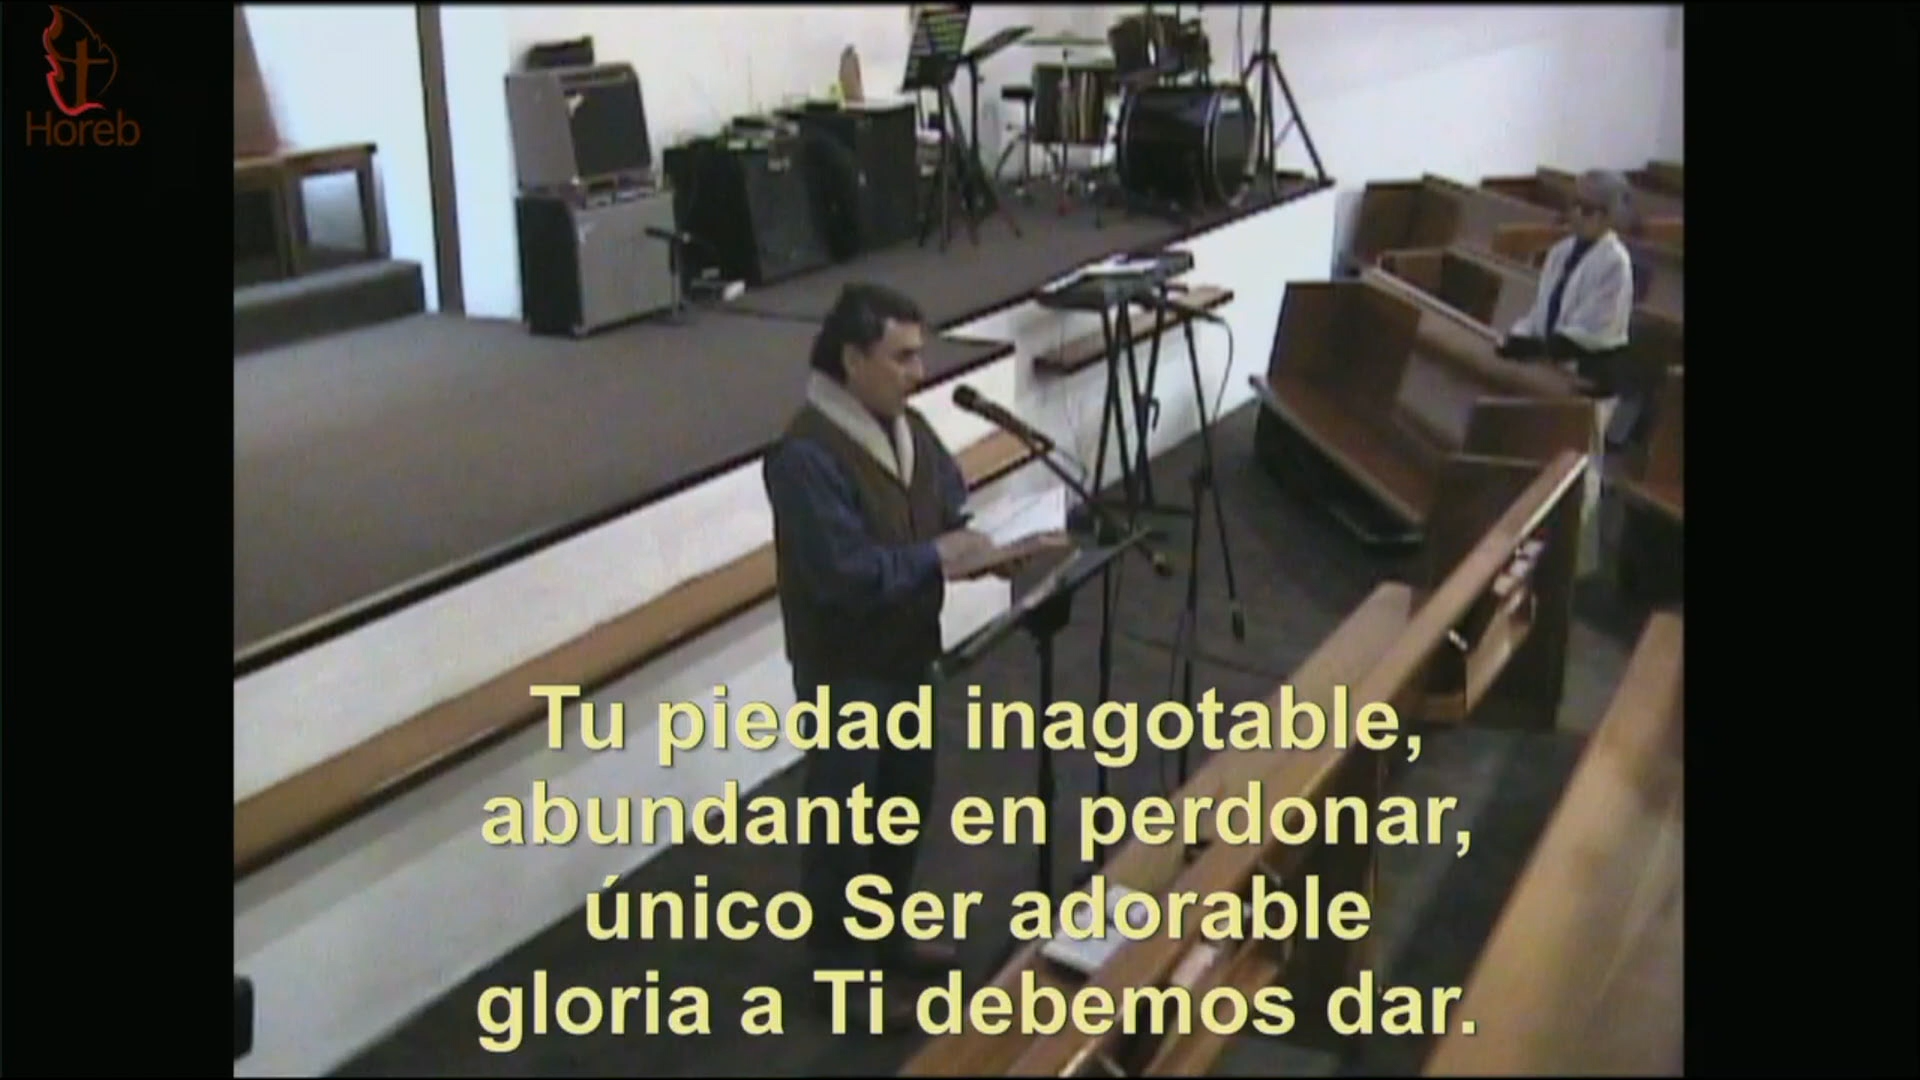 Horeb
Tu piedad inagotable,
abundante en perdonar,
único Ser adorable
gloria a Ti debemos dar.